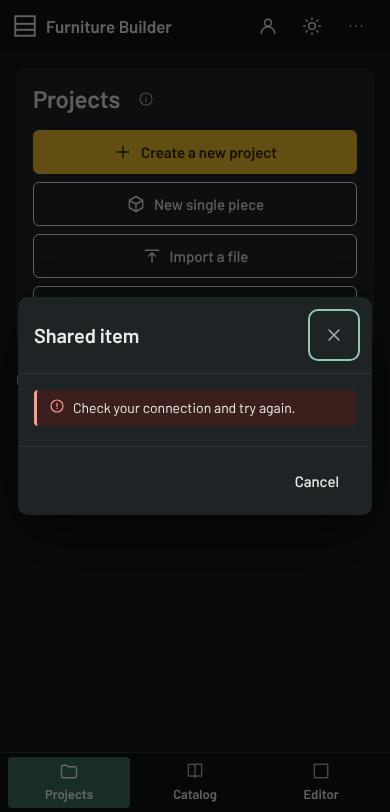 Furniture Builder
Projects
Create a new project
New single piece
Import a file
Shared item
Check your connection and try again.
Cancel
Projects
Catalog
Editor